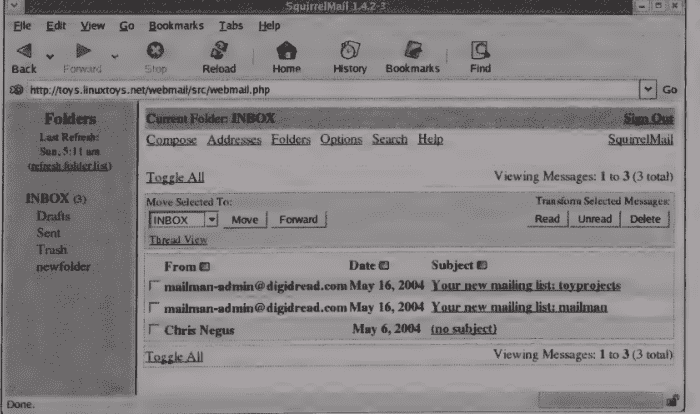 SquirrelMail 1.4.2-3
File Edit View Go Bookmarks Tabs Help
Back Forward Stop Reload Home History Bookmarks Find
http://toys.linuxtoys.net/webmail/src/webmail.php Go
Folders
Last Refresh:
Sun, 5:11 am
(refresh folder list)
INBOX (3)
Drafts
Sent
Trash
newfolder
Current Folder: INBOX Sign Out
Compose Addresses Folders Options Search Help SquirrelMail
Toggle All Viewing Messages: 1 to 3 (3 total)
Move Selected To: Transform Selected Messages:
INBOX Move Forward Read Unread Delete
Thread View
From Date Subject
mailman-admin@digidread.com May 16, 2004 Your new mailing list: toyprojects
mailman-admin@digidread.com May 16, 2004 Your new mailing list: mailman
Chris Negus May 6, 2004 (no subject)
Toggle All Viewing Messages: 1 to 3 (3 total)
Done.